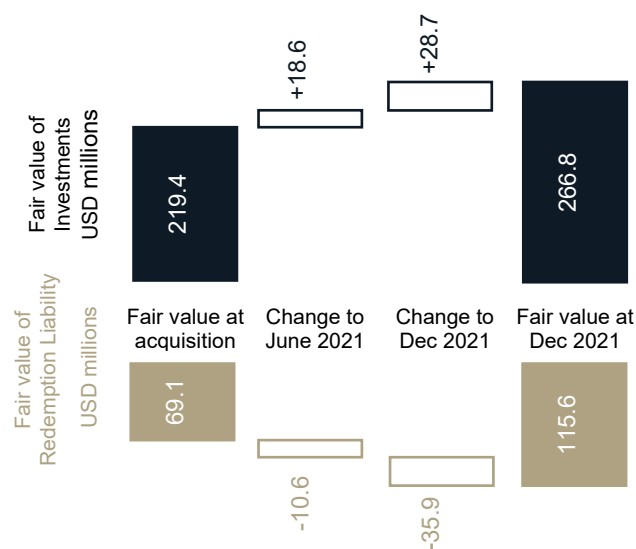 Fair value of
Investments
USD millions
219.4
+18.6
+28.7
266.8
Fair value at
acquisition
Change to
June 2021
Change to
Dec 2021
Fair value at
Dec 2021
Fair value of
Redemption Liability
USD millions
69.1
-10.6
-35.9
115.6